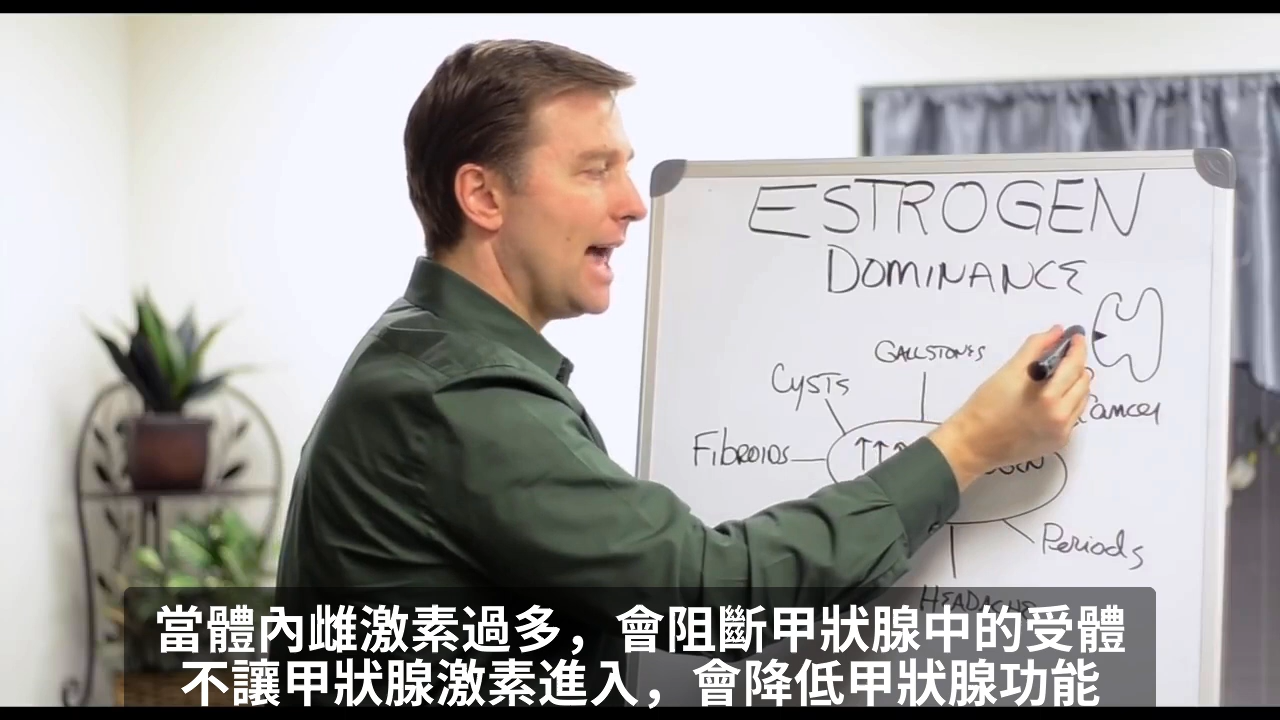 ESTROGEN
DOMINANCE
GALLSTONES
CYSTS
Cancer
FIBROIDS
↑↑
Periods
HEADACHE
當體內雌激素過多，會阻斷甲狀腺中的受體
不讓甲狀腺激素進入，會降低甲狀腺功能